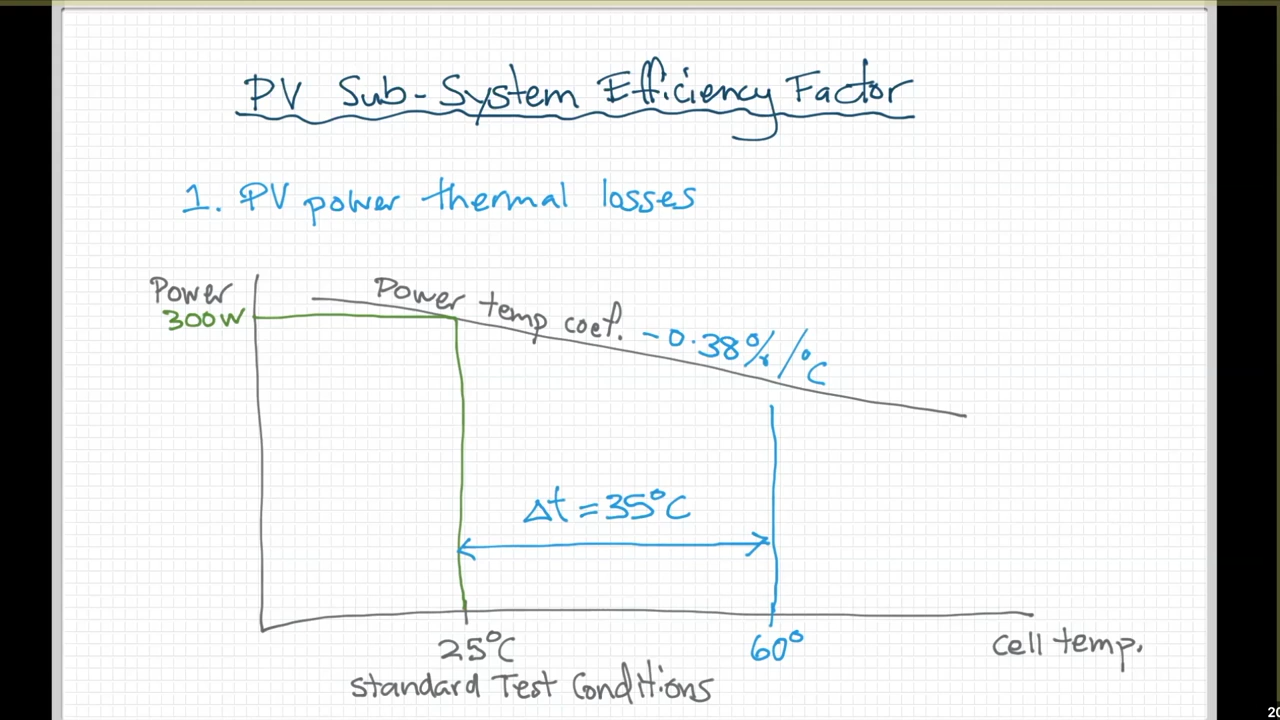 PV Sub-System Efficiency Factor
1. PV power thermal losses
Power
300W
Power temp coef. -0.38%/°C
Δt = 35°C
25°C
60°
cell temp.
Standard Test Conditions
20